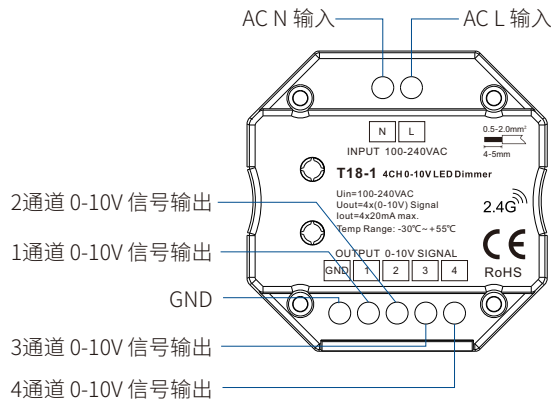 AC N 输入
AC L 输入
N L
0.5-2.0mm²
INPUT 100-240VAC
4-5mm
T18-1 4CH 0-10V LED Dimmer
Uin=100-240VAC
Uout=4x(0-10V) Signal
Iout=4x20mA max.
Temp Range: -30℃~+55℃
2.4G
CE
RoHS
OUTPUT 0-10V SIGNAL
GND 1 2 3 4
2通道 0-10V 信号输出
1通道 0-10V 信号输出
GND
3通道 0-10V 信号输出
4通道 0-10V 信号输出